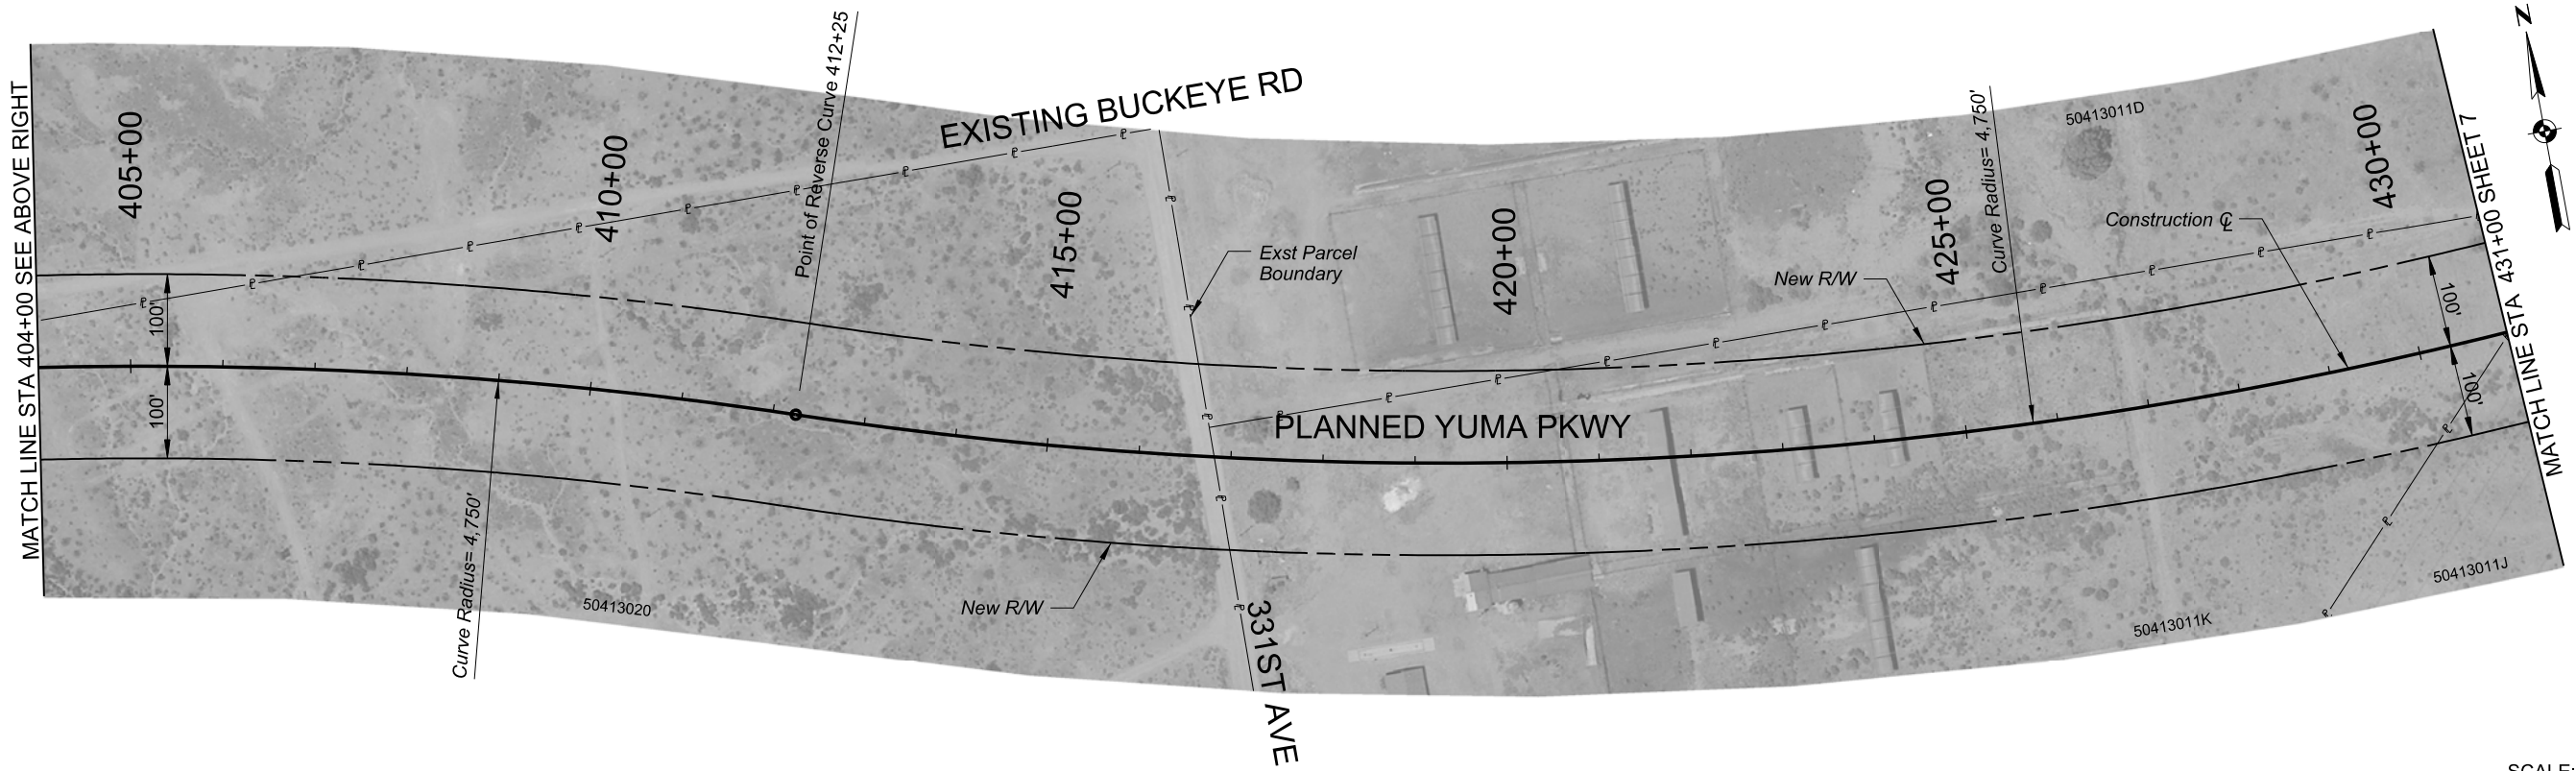 MATCH LINE STA 404+00 SEE ABOVE RIGHT
405+00
410+00
Point of Reverse Curve 412+25
EXISTING BUCKEYE RD
415+00
Exst Parcel
Boundary
420+00
New R/W
425+00
Curve Radius= 4,750'
50413011D
Construction ℄
430+00
N
MATCH LINE STA 431+00 SHEET 7
100'
100'
100'
100'
PLANNED YUMA PKWY
Curve Radius= 4,750'
50413020
New R/W
331ST AVE
50413011K
50413011J